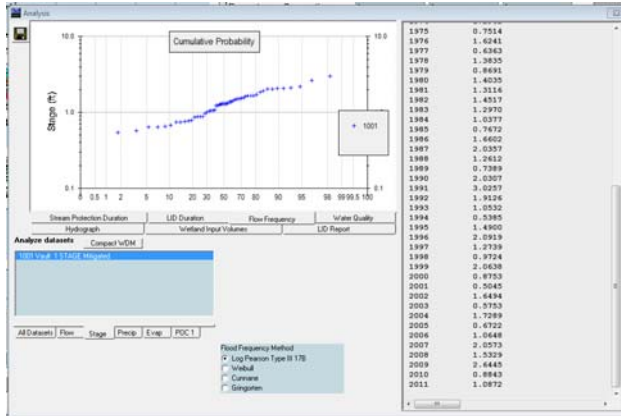 Analysis
10.0
Cumulative Probability
10.0
Stage (ft)
1.0
1.0
1001
0.1
0.1
0.5 1 2 5 10 20 30 50 70 80 90 95 98 99 99.5 100
Stream Protection Duration
LID Duration
Flow Frequency
Water Quality
Hydrograph
Wetland Input Volumes
LID Report
Analyze datasets
Compact WDM
1001 Vault 1 STAGE Mitigated
All Datasets
Flow
Stage
Precip
Evap
POC 1
Flood Frequency Method
Log Pearson Type III 17B
Weibull
Cunnane
Gringorten
1975 0.7514
1976 1.6241
1977 0.6363
1978 1.3835
1979 0.8691
1980 1.4035
1981 1.3116
1982 1.4517
1983 1.2970
1984 1.0377
1985 0.7672
1986 1.6602
1987 2.0357
1988 1.2612
1989 0.7389
1990 2.0307
1991 3.0257
1992 1.9126
1993 1.0532
1994 0.5385
1995 1.4900
1996 2.0919
1997 1.2739
1998 0.9724
1999 2.0638
2000 0.8753
2001 0.5045
2002 1.6494
2003 0.5753
2004 1.7289
2005 0.6722
2006 1.0648
2007 2.0573
2008 1.5329
2009 2.6445
2010 0.8843
2011 1.0872